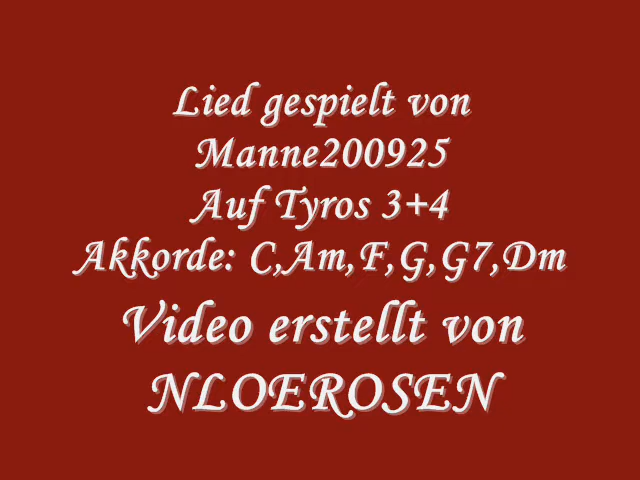 Lied gespielt von
Manne200925
Auf Tyros 3+4
Akkorde: C,Am,F,G,G7,Dm
Video erstellt von
NLOEROSEN